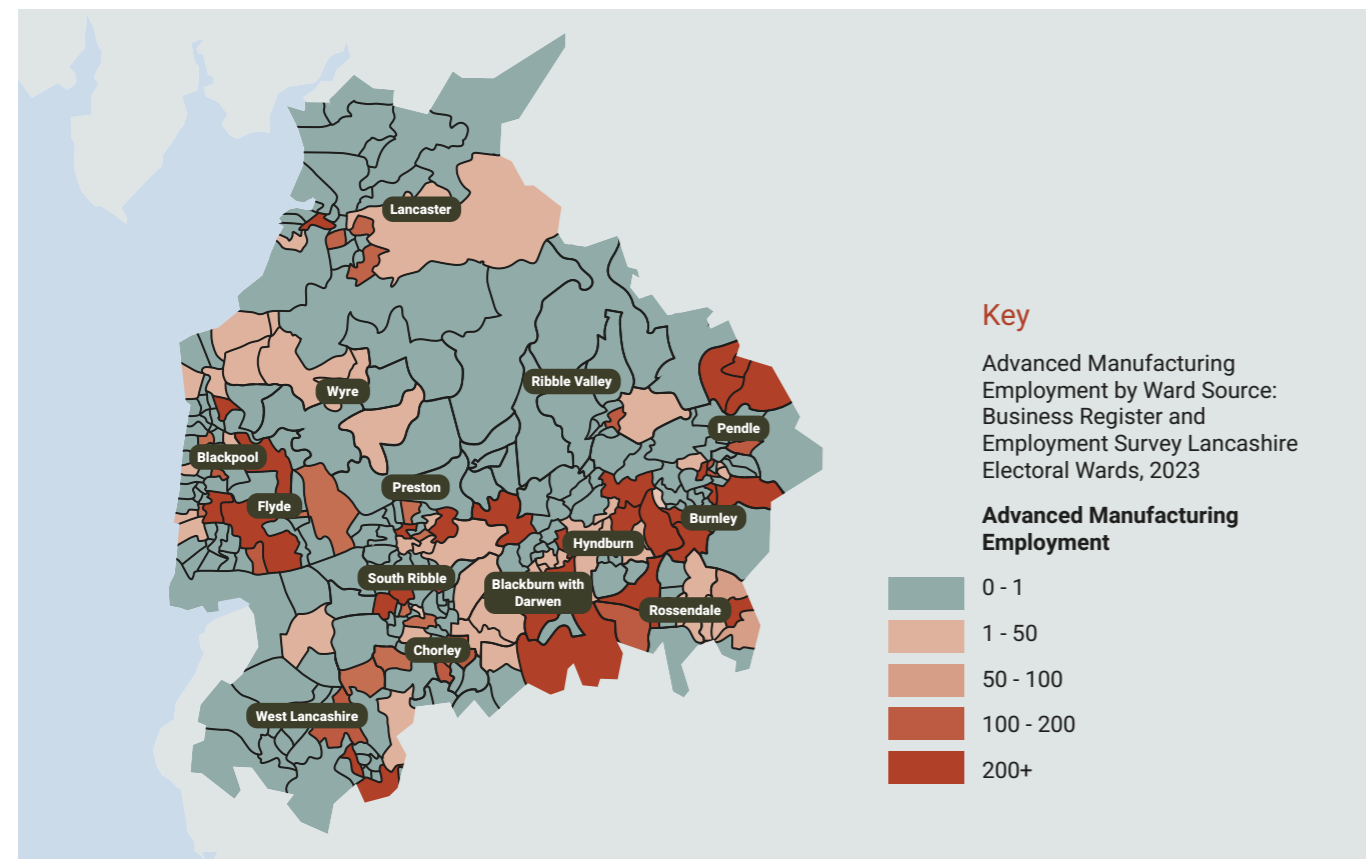 Lancaster
Wyre
Ribble Valley
Pendle
Blackpool
Preston
Flyde
Burnley
Hyndburn
South Ribble
Blackburn with
Darwen
Rossendale
Chorley
West Lancashire
Key
Advanced Manufacturing
Employment by Ward Source:
Business Register and
Employment Survey Lancashire
Electoral Wards, 2023
Advanced Manufacturing
Employment
0 - 1
1 - 50
50 - 100
100 - 200
200+